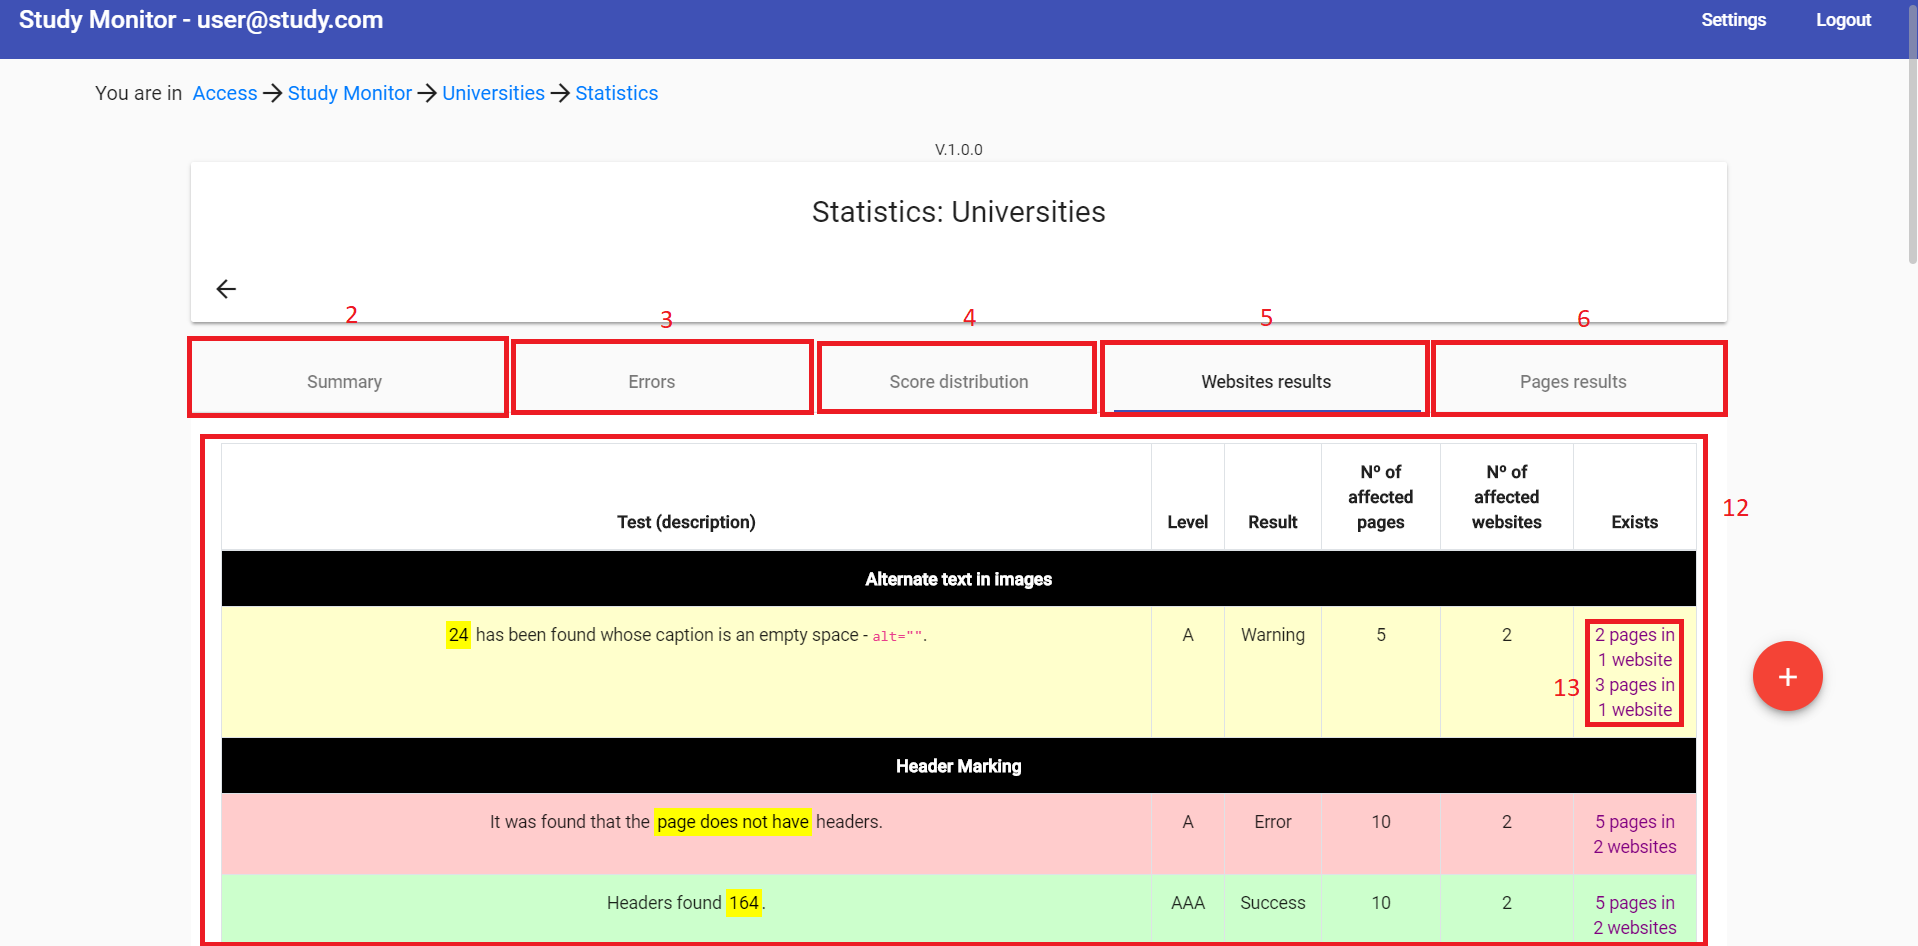 Study Monitor - user@study.com
Settings
Logout
You are in Access → Study Monitor → Universities → Statistics
V.1.0.0
Statistics: Universities
2
3
4
5
6
Summary
Errors
Score distribution
Websites results
Pages results
12
Test (description)
Level
Result
Nº of
affected
pages
Nº of
affected
websites
Exists
Alternate text in images
24 has been found whose caption is an empty space - alt="".
A
Warning
5
2
2 pages in
1 website
3 pages in
1 website
13
+
Header Marking
It was found that the page does not have headers.
A
Error
10
2
5 pages in
2 websites
Headers found 164.
AAA
Success
10
2
5 pages in
2 websites